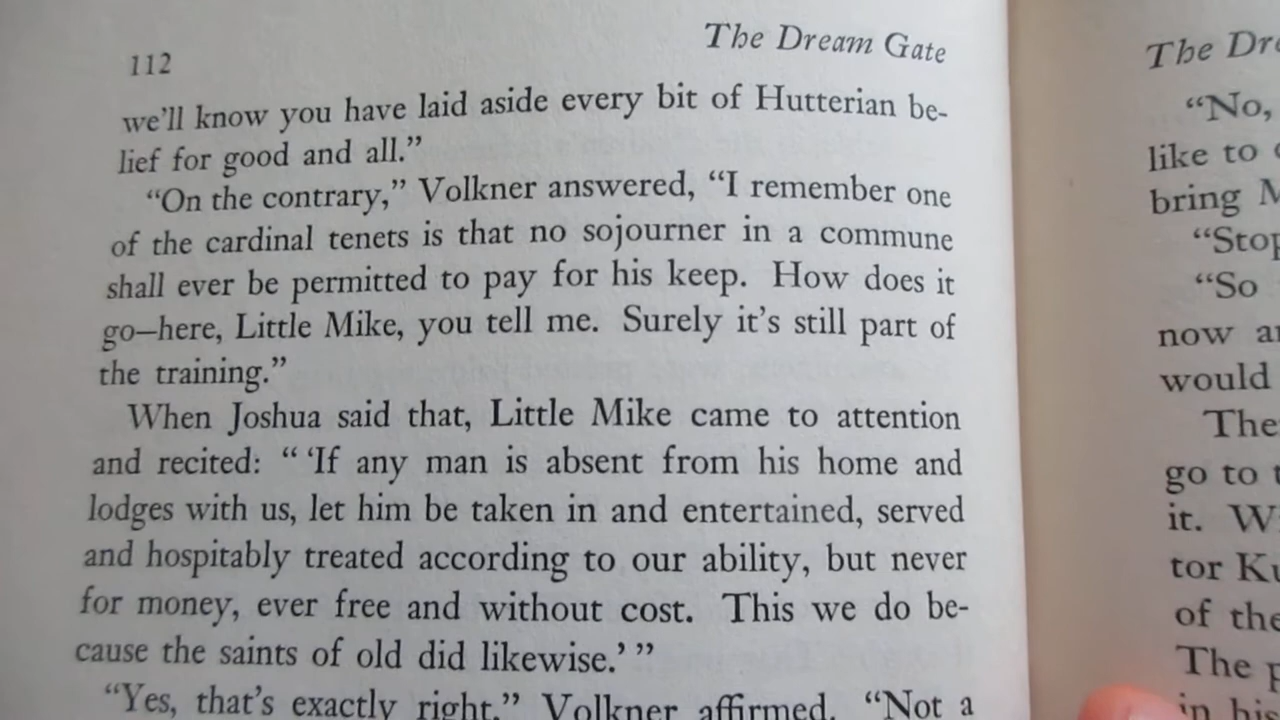 112
The Dream Gate
we'll know you have laid aside every bit of Hutterian be-
lief for good and all.”
“On the contrary,” Volkner answered, “I remember one
of the cardinal tenets is that no sojourner in a commune
shall ever be permitted to pay for his keep. How does it
go—here, Little Mike, you tell me. Surely it's still part of
the training.”
When Joshua said that, Little Mike came to attention
and recited: “ ‘If any man is absent from his home and
lodges with us, let him be taken in and entertained, served
and hospitably treated according to our ability, but never
for money, ever free and without cost. This we do be-
cause the saints of old did likewise.’ ”
“Yes, that's exactly right.” Volkner affirmed. “Not a
The
“No,
like to
bring
“Stop
“So
now
would
The
go to
it.
tor
of the
The
in his